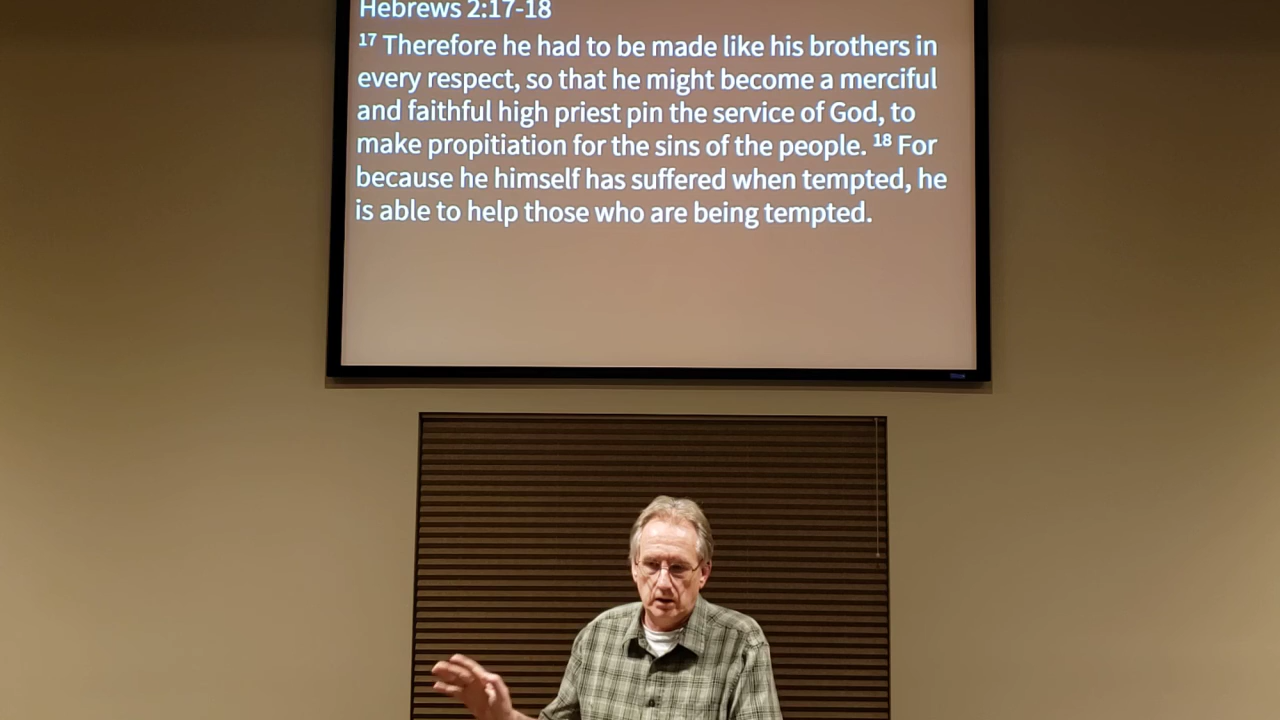 Hebrews 2:17-18
17 Therefore he had to be made like his brothers in
every respect, so that he might become a merciful
and faithful high priest pin the service of God, to
make propitiation for the sins of the people. 18 For
because he himself has suffered when tempted, he
is able to help those who are being tempted.